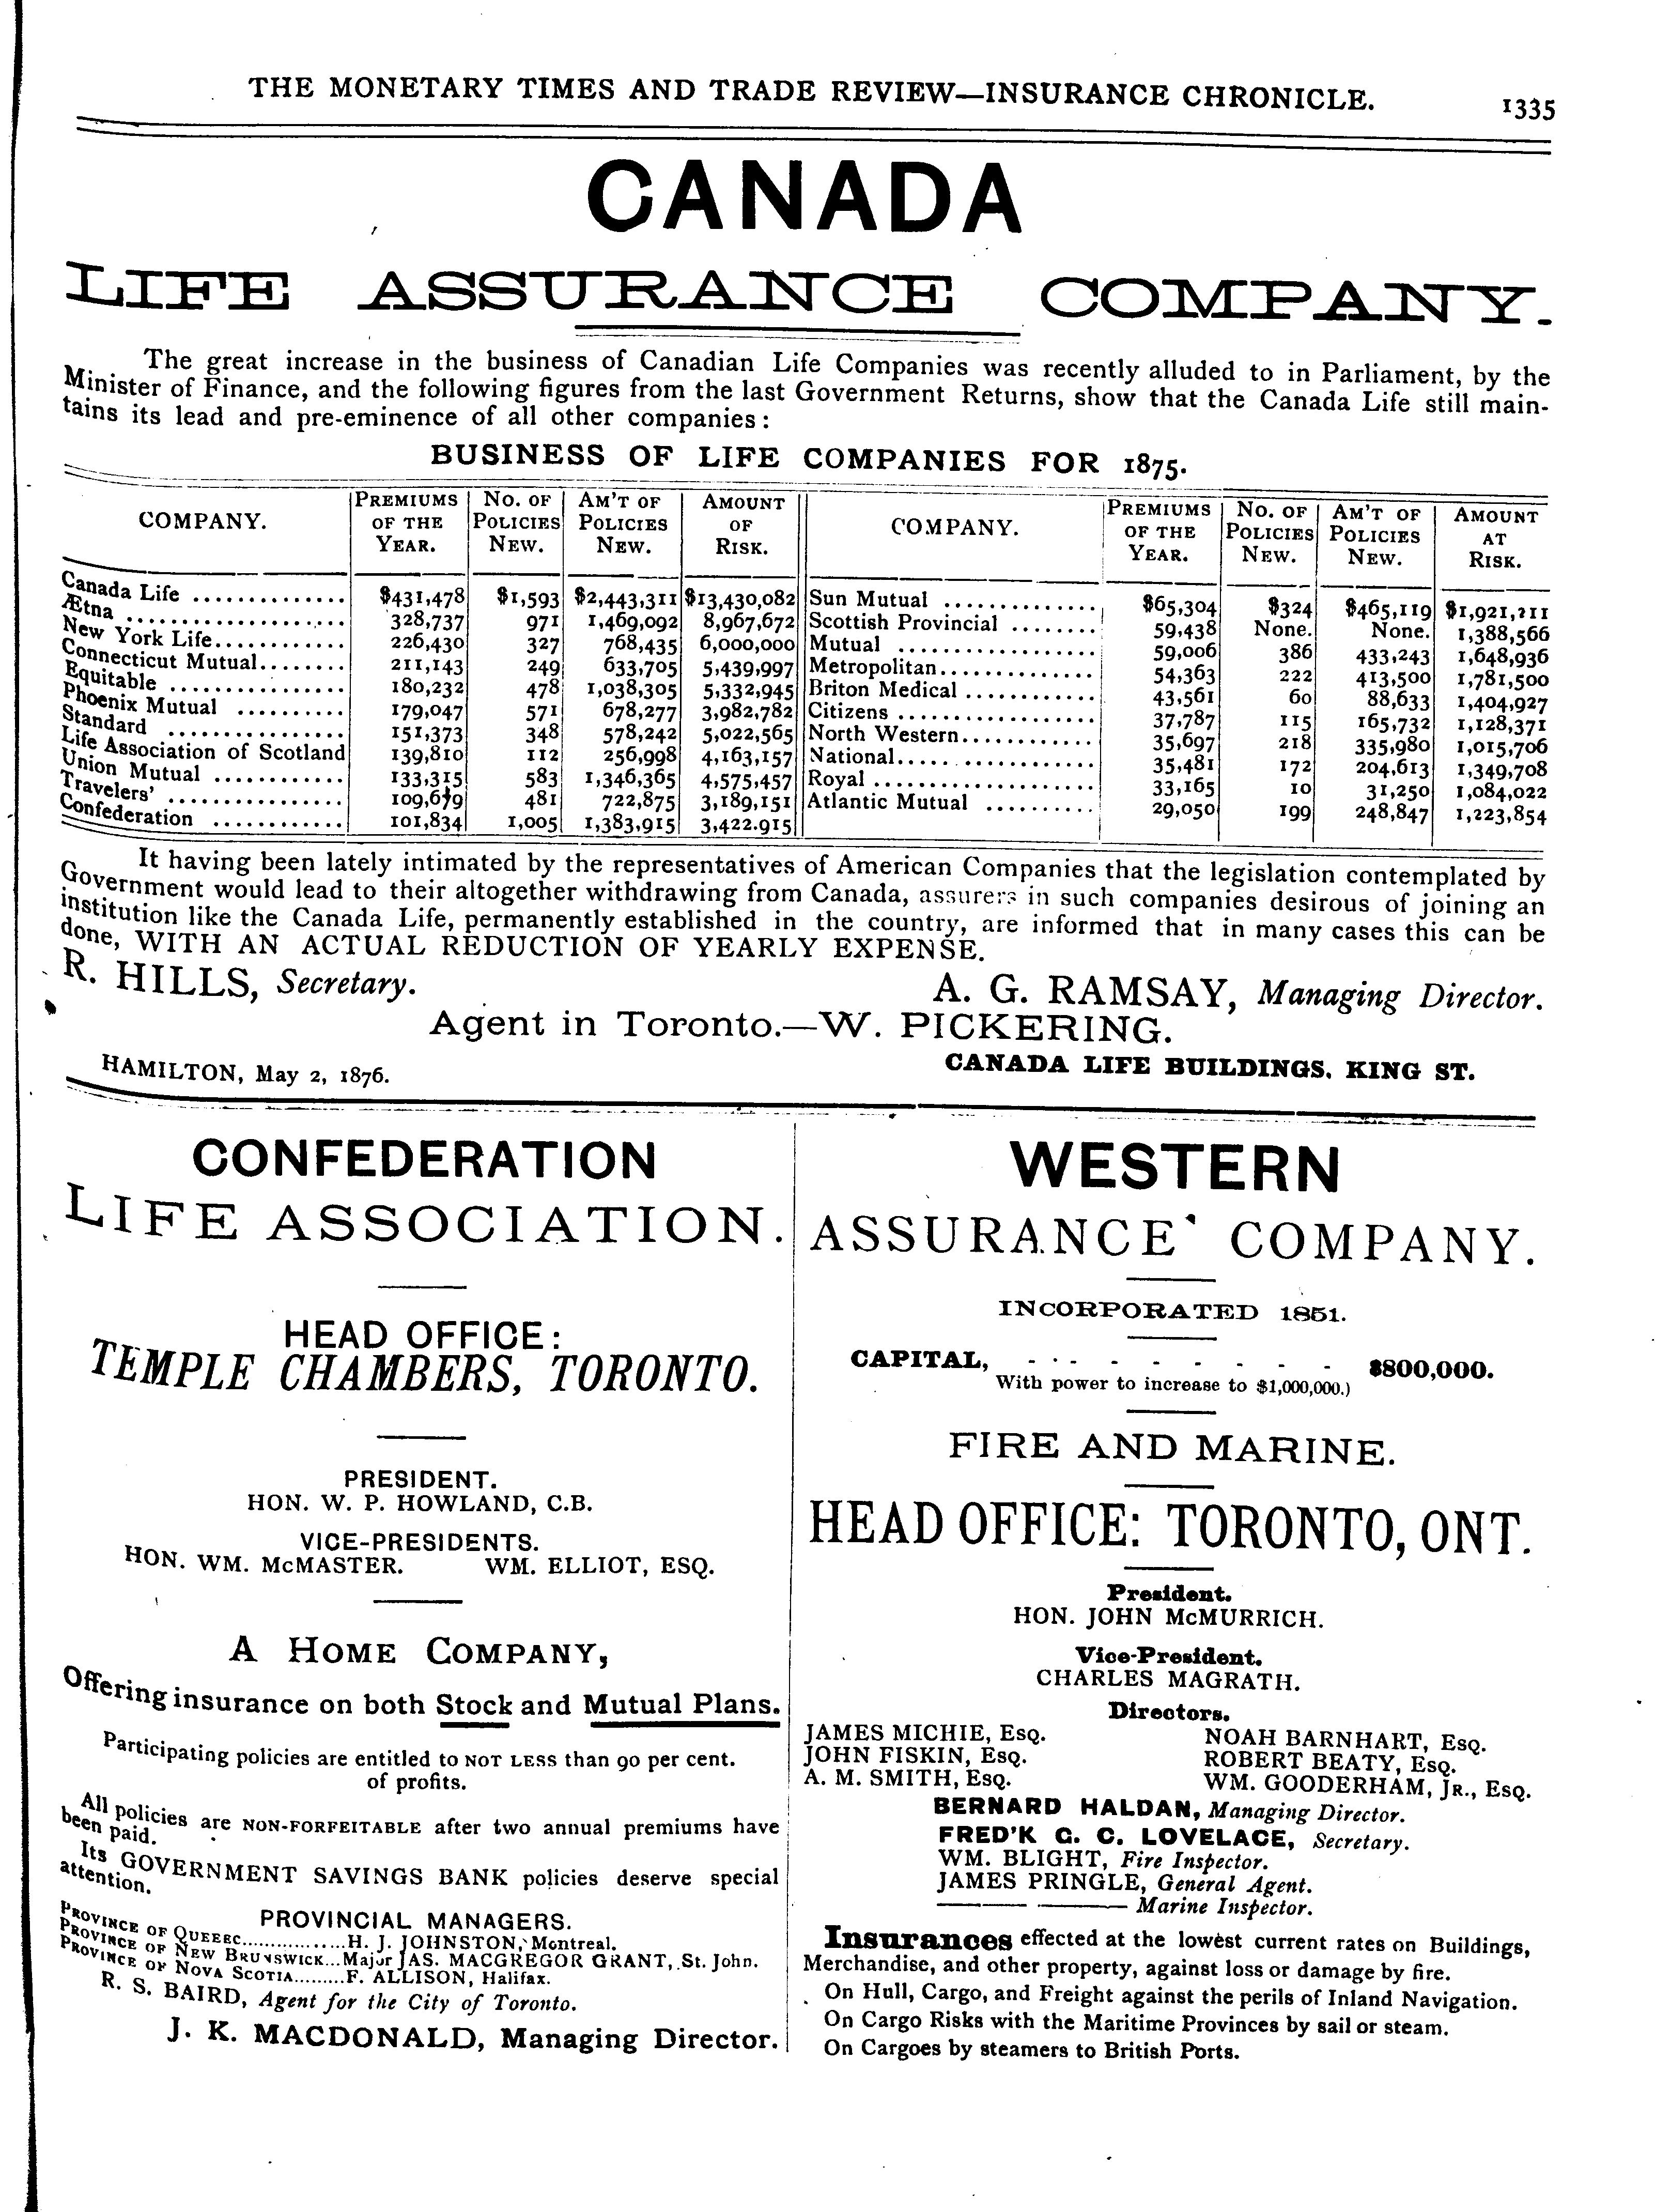 THE MONETARY TIMES AND TRADE REVIEW—INSURANCE CHRONICLE. 1335
CANADA
LIFE ASSURANCE COMPANY.
The great increase in the business of Canadian Life Companies was recently alluded to in Parliament, by the
Minister of Finance, and the following figures from the last Government Returns, show that the Canada Life still main-
tains its lead and pre-eminence of all other companies:
BUSINESS OF LIFE COMPANIES FOR 1875.
COMPANY. PREMIUMS OF THE YEAR. NO. OF POLICIES NEW. AM'T OF POLICIES NEW. AMOUNT OF RISK.
Canada Life .............. $431,478 $1,593 $2,443,311 $13,430,082
Ætna .................... 328,737 971 1,469,092 8,967,672
New York Life............ 226,430 327 768,435 6,000,000
Connecticut Mutual........ 211,143 249 633,705 5,439,997
Equitable ................ 180,232 478 1,038,305 5,332,945
Phoenix Mutual .......... 179,047 571 678,277 3,982,782
Standard ................ 151,373 348 578,242 5,022,565
Life Association of Scotland 139,810 112 256,998 4,163,157
Union Mutual ............ 133,315 583 1,346,365 4,575,457
Travelers' ................ 109,679 481 722,875 3,189,151
Confederation ............ 101,834 1,005 1,383,915 3,422.915
COMPANY. PREMIUMS OF THE YEAR. NO. OF POLICIES NEW. AM'T OF POLICIES NEW. AMOUNT AT RISK.
Sun Mutual .............. $65,304 $324 $465,119 $1,921,211
Scottish Provincial ........ 59,438 None. None. 1,388,566
Mutual .................. 59,006 386 433,243 1,648,936
Metropolitan.............. 54,363 222 413,500 1,781,500
Briton Medical ............ 43,561 60 88,633 1,404,927
Citizens .................. 37,787 115 165,732 1,128,371
North Western............ 35,697 218 335,980 1,015,706
National.................. 35,481 172 204,613 1,349,708
Royal .................... 33,165 10 31,250 1,084,022
Atlantic Mutual .......... 29,050 199 248,847 1,223,854
It having been lately intimated by the representatives of American Companies that the legislation contemplated by
Government would lead to their altogether withdrawing from Canada, assurers in such companies desirous of joining an
institution like the Canada Life, permanently established in the country, are informed that in many cases this can be
done, WITH AN ACTUAL REDUCTION OF YEARLY EXPENSE.
R. HILLS, Secretary. A. G. RAMSAY, Managing Director.
Agent in Toronto.—W. PICKERING.
HAMILTON, May 2, 1876. CANADA LIFE BUILDINGS, KING ST.
CONFEDERATION
LIFE ASSOCIATION.
HEAD OFFICE:
TEMPLE CHAMBERS, TORONTO.
PRESIDENT.
HON. W. P. HOWLAND, C.B.
VICE-PRESIDENTS.
HON. WM. McMASTER. WM. ELLIOT, ESQ.
A HOME COMPANY,
Offering insurance on both Stock and Mutual Plans.
Participating policies are entitled to NOT LESS than 90 per cent.
of profits.
All policies are NON-FORFEITABLE after two annual premiums have
been paid.
Its GOVERNMENT SAVINGS BANK policies deserve special
attention.
PROVINCIAL MANAGERS.
PROVINCE OF QUEBEC................H. J. JOHNSTON, Montreal.
PROVINCE OF NEW BRUNSWICK...Major JAS. MACGREGOR GRANT, St. John.
PROVINCE OF NOVA SCOTIA.........F. ALLISON, Halifax.
R. S. BAIRD, Agent for the City of Toronto.
J. K. MACDONALD, Managing Director.
WESTERN
ASSURANCE COMPANY.
INCORPORATED 1851.
CAPITAL, - - - - - - - - $800,000.
With power to increase to $1,000,000.)
FIRE AND MARINE.
HEAD OFFICE: TORONTO, ONT.
President.
HON. JOHN McMURRICH.
Vice-President.
CHARLES MAGRATH.
Directors.
JAMES MICHIE, ESQ. NOAH BARNHART, ESQ.
JOHN FISKIN, ESQ. ROBERT BEATY, ESQ.
A. M. SMITH, ESQ. WM. GOODERHAM, JR., ESQ.
BERNARD HALDAN, Managing Director.
FRED'K G. C. LOVELACE, Secretary.
WM. BLIGHT, Fire Inspector.
JAMES PRINGLE, General Agent.
——— ——— Marine Inspector.
Insurances effected at the lowest current rates on Buildings,
Merchandise, and other property, against loss or damage by fire.
On Hull, Cargo, and Freight against the perils of Inland Navigation.
On Cargo Risks with the Maritime Provinces by sail or steam.
On Cargoes by steamers to British Ports.